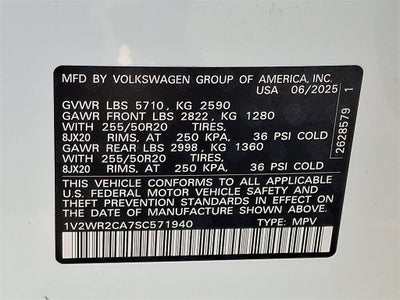 MFD BY VOLKSWAGEN GROUP OF AMERICA, INC.
USA 06/2025
GVWR LBS 5710, KG 2590
GAWR FRONT LBS 2822, KG 1280
WITH 255/50R20 TIRES,
8JX20 RIMS, AT 250 KPA, 36 PSI COLD
GAWR REAR LBS 2998, KG 1360
WITH 255/50R20 TIRES,
8JX20 RIMS, AT 250 KPA, 36 PSI COLD
THIS VEHICLE CONFORMS TO ALL APPLICABLE
U.S. FEDERAL MOTOR VEHICLE SAFETY AND
THEFT PREVENTION STANDARDS IN EFFECT ON THE
DATE OF MANUFACTURE SHOWN ABOVE.
1V2WR2CA7SC571940 TYPE: MPV
2628579 1